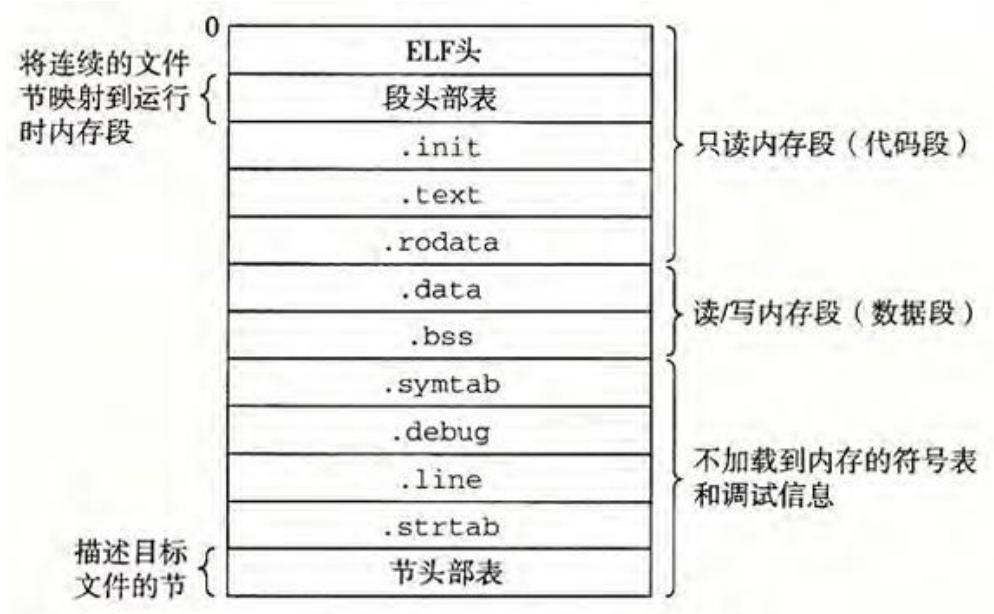 0
ELF头
将连续的文件
节映射到运行
时内存段
段头部表
.init
.text
.rodata
只读内存段（代码段）
.data
.bss
读/写内存段（数据段）
.symtab
.debug
.line
.strtab
不加载到内存的符号表
和调试信息
描述目标
文件的节
节头部表